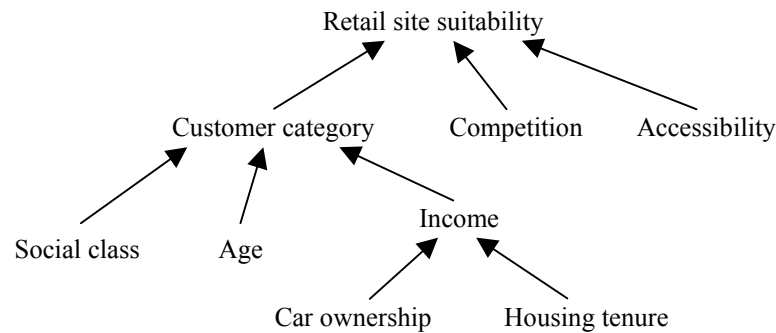 Retail site suitability
Customer category
Competition
Accessibility
Income
Social class
Age
Car ownership
Housing tenure